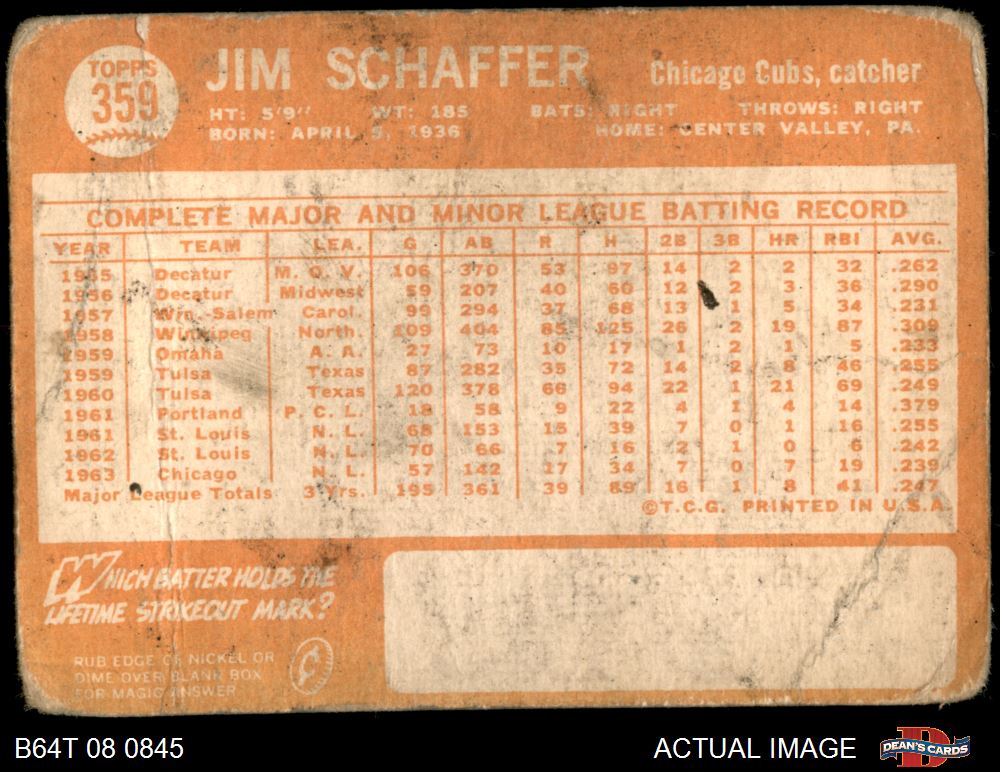 TOPPS
359
JIM SCHAFFER
Chicago Cubs, catcher
HT: 5'9" WT: 185 BATS: RIGHT THROWS: RIGHT
BORN: APRIL 5, 1936 HOME: CENTER VALLEY, PA.
COMPLETE MAJOR AND MINOR LEAGUE BATTING RECORD
YEAR TEAM LEA. G AB R H 2B 3B HR RBI AVG.
1955 Decatur M. O. V. 106 370 53 97 14 2 2 32 .262
1956 Decatur Midwest 59 207 40 60 12 2 3 36 .290
1957 Win.-Salem Carol. 99 294 37 68 13 1 5 34 .231
1958 Winnipeg North. 109 404 85 125 26 2 19 87 .309
1959 Omaha A. A. 27 73 10 17 1 2 1 5 .233
1959 Tulsa Texas 87 282 35 72 14 2 8 46 .255
1960 Tulsa Texas 120 378 66 94 22 1 21 69 .249
1961 Portland P. C. L. 18 58 9 22 4 1 4 14 .379
1961 St. Louis N. L. 68 153 15 39 7 0 1 16 .255
1962 St. Louis N. L. 70 66 7 16 2 1 0 6 .242
1963 Chicago N. L. 57 142 17 34 7 0 7 19 .239
Major League Totals 3 Yrs. 195 361 39 89 16 1 8 41 .247
©T.C.G. PRINTED IN U.S.A.
WHICH BATTER HOLDS THE
LIFETIME STRIKEOUT MARK?
RUB EDGE OF NICKEL OR
DIME OVER BLANK BOX
FOR MAGIC ANSWER
B64T 08 0845
ACTUAL IMAGE
DEAN'S CARDS